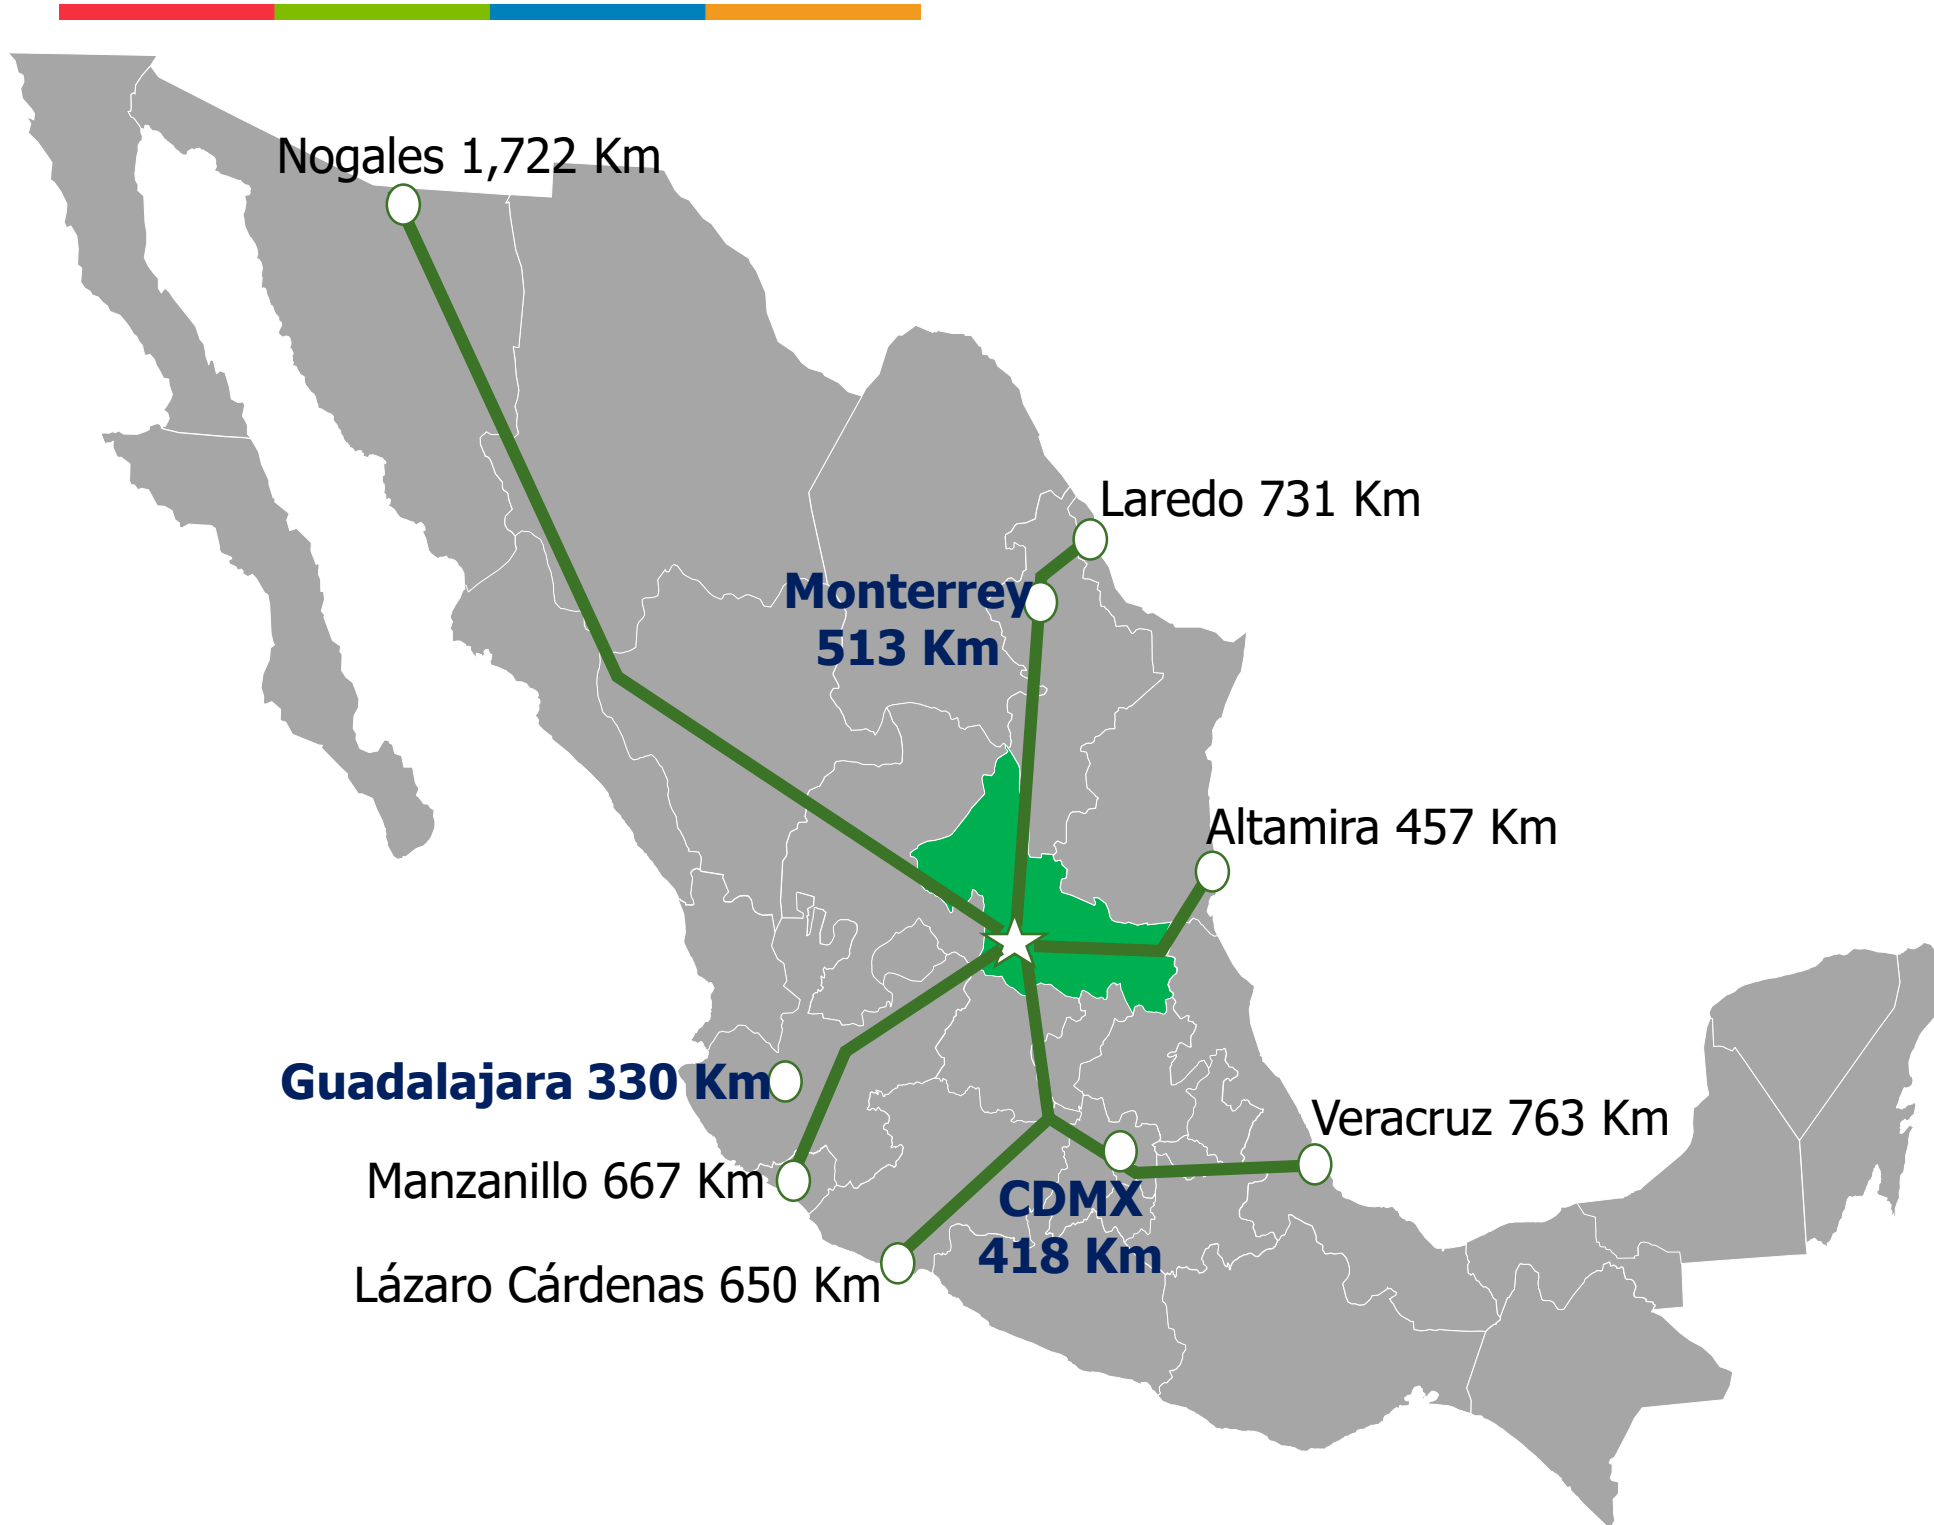 Nogales 1,722 Km
Laredo 731 Km
Monterrey
513 Km
Altamira 457 Km
Guadalajara 330 Km
Veracruz 763 Km
Manzanillo 667 Km
CDMX
418 Km
Lázaro Cárdenas 650 Km